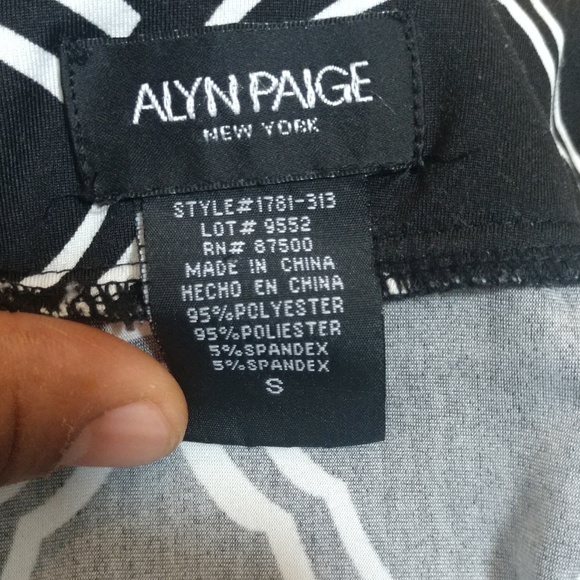 ALYN PAIGE
NEW YORK
STYLE# 1781-313
LOT# 9552
RN# 87500
MADE IN CHINA
HECHO EN CHINA
95%POLYESTER
95%POLIESTER
5%SPANDEX
5%SPANDEX
S